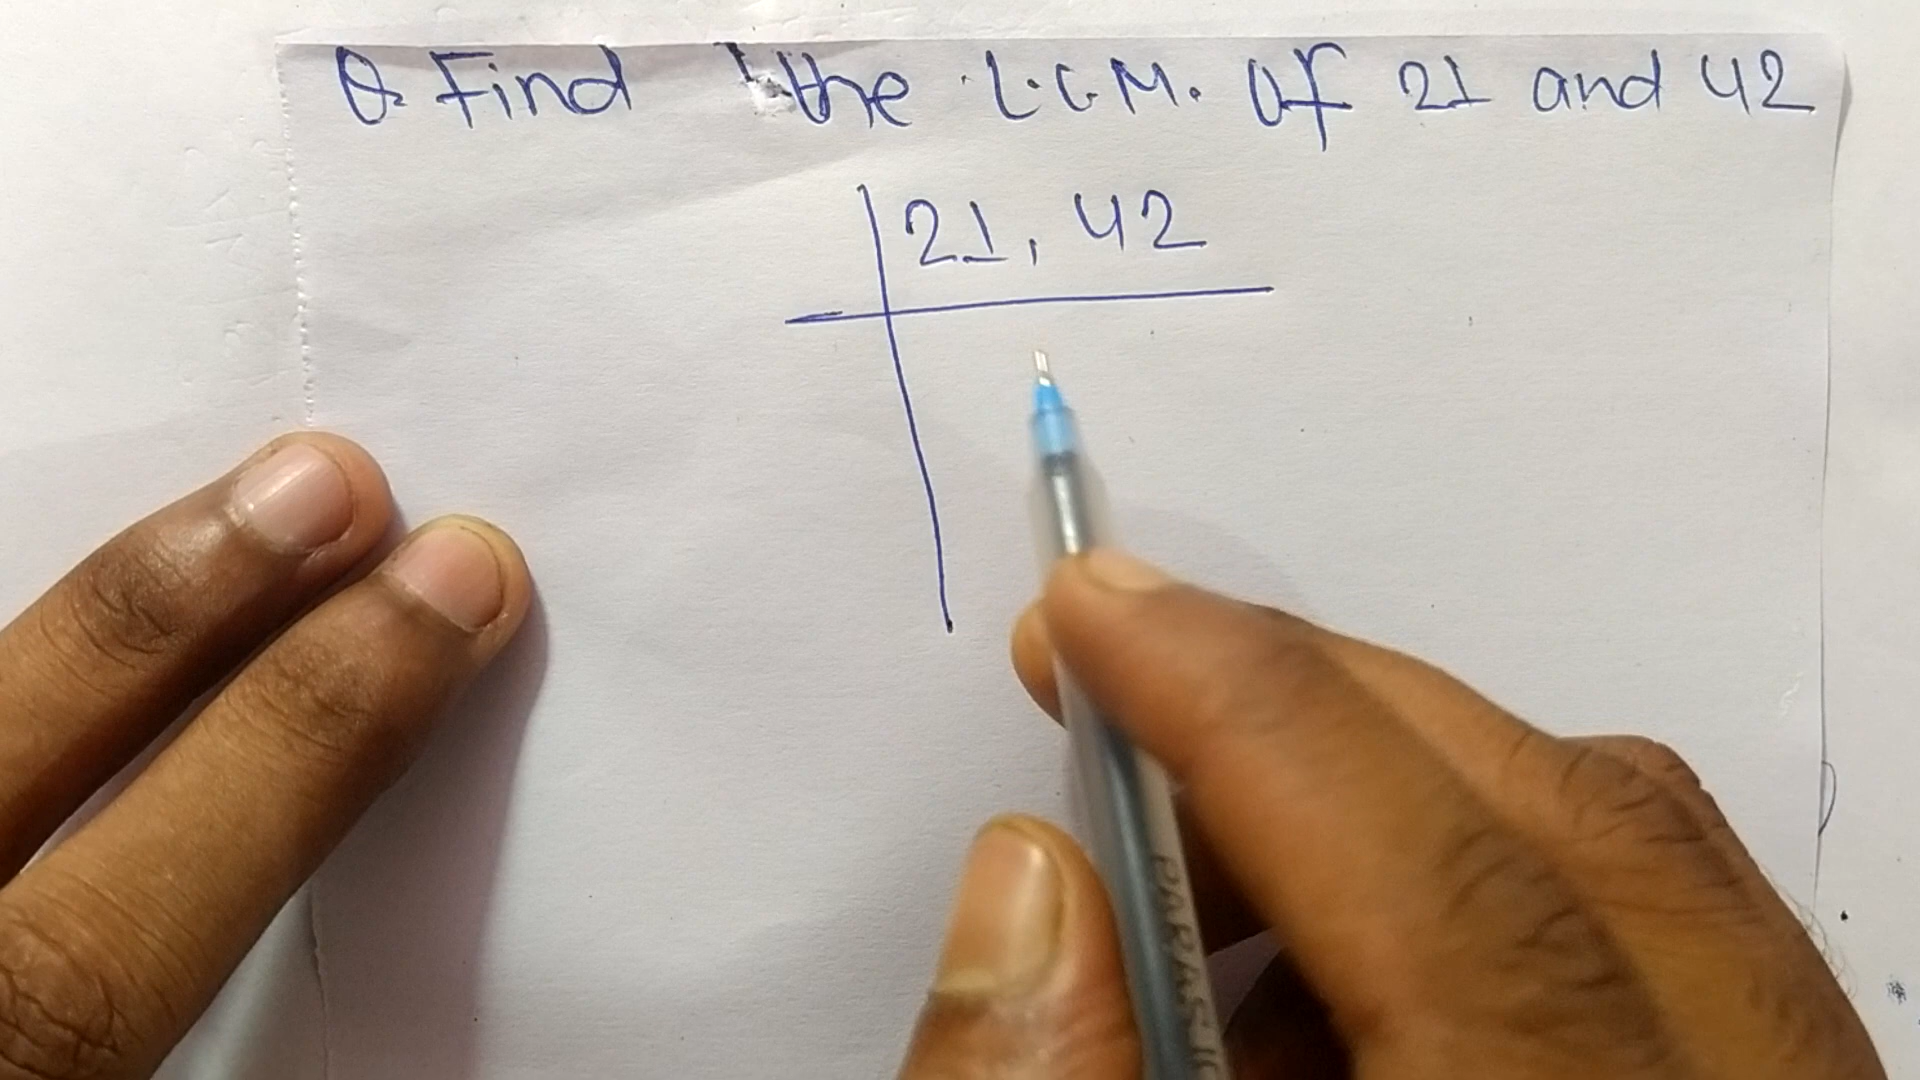 Q. Find the L.C.M. of 21 and 42
21, 42